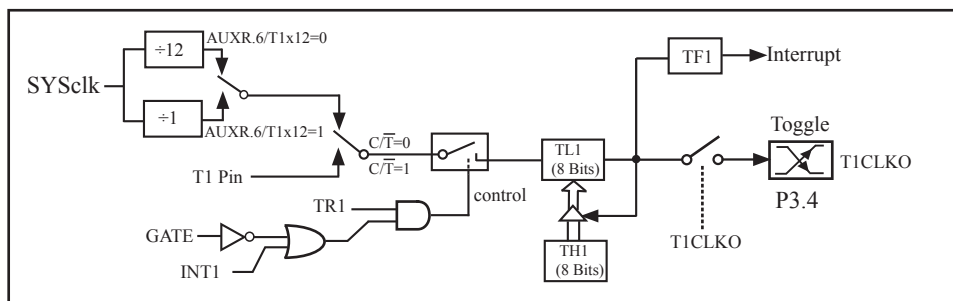 AUXR.6/T1x12=0
÷12
SYSclk
÷1
AUXR.6/T1x12=1
T1 Pin
C/T̅=0
C/T̅=1
TR1
control
GATE
INT1
TL1
(8 Bits)
TH1
(8 Bits)
TF1
Interrupt
Toggle
T1CLKO
P3.4
T1CLKO